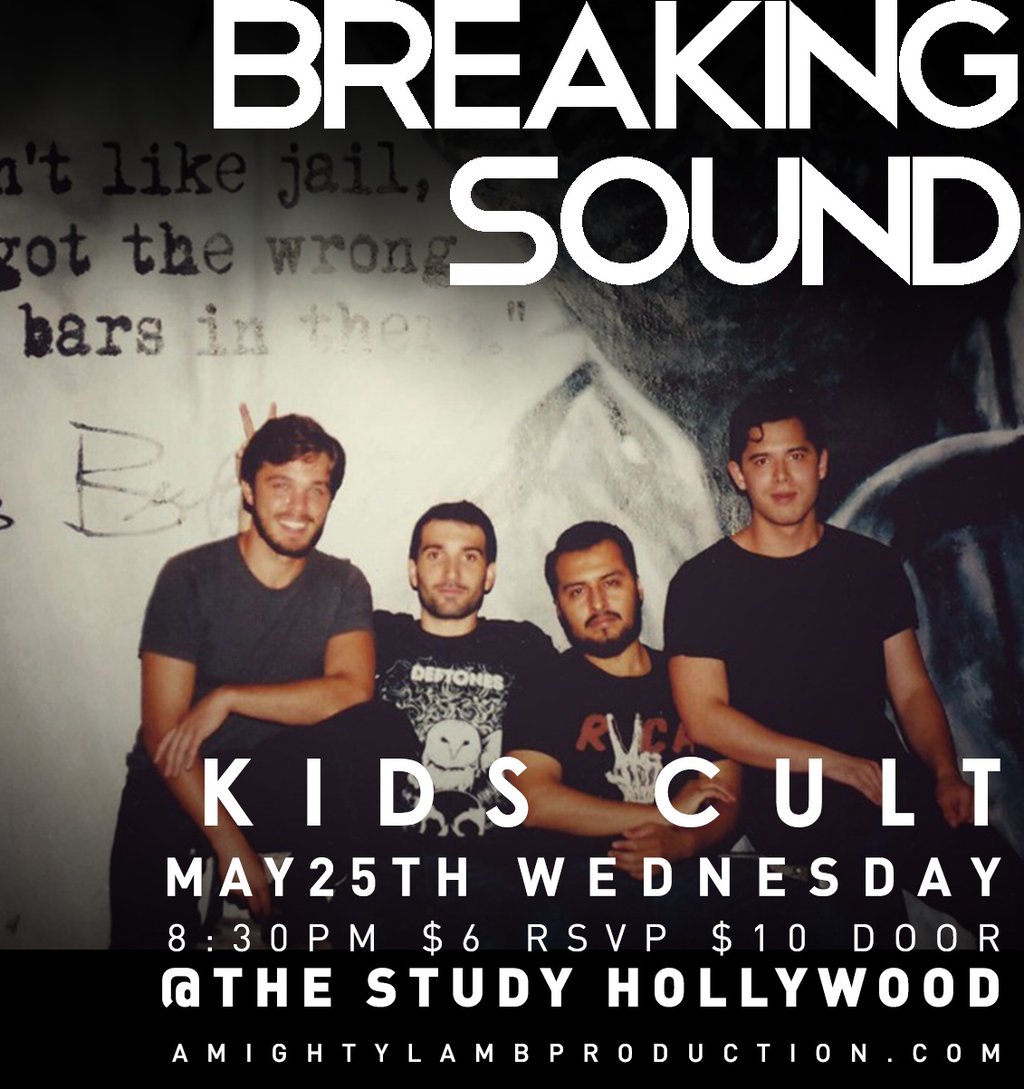 BREAKING
SOUND
n't like jail,
got the wrong
bars in the
"
DEFTONES
KIDS CULT
MAY25TH WEDNESDAY
8:30PM $6 RSVP $10 DOOR
@THE STUDY HOLLYWOOD
AMIGHTYLAMBPRODUCTION.COM